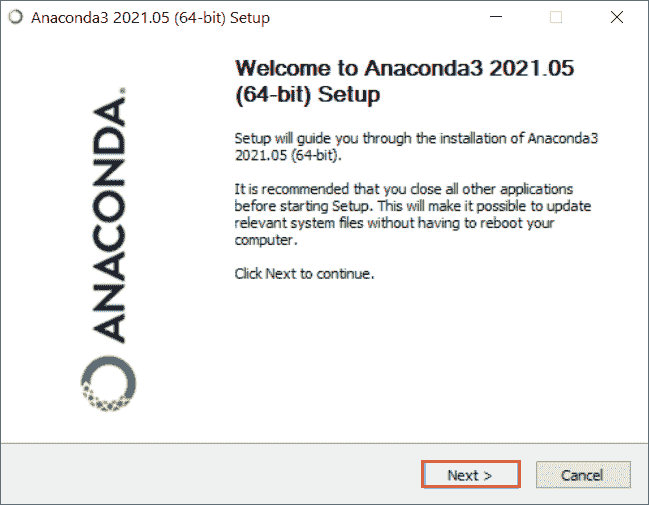 Anaconda3 2021.05 (64-bit) Setup
ANACONDA.
Welcome to Anaconda3 2021.05
(64-bit) Setup
Setup will guide you through the installation of Anaconda3
2021.05 (64-bit).
It is recommended that you close all other applications
before starting Setup. This will make it possible to update
relevant system files without having to reboot your
computer.
Click Next to continue.
Next >
Cancel